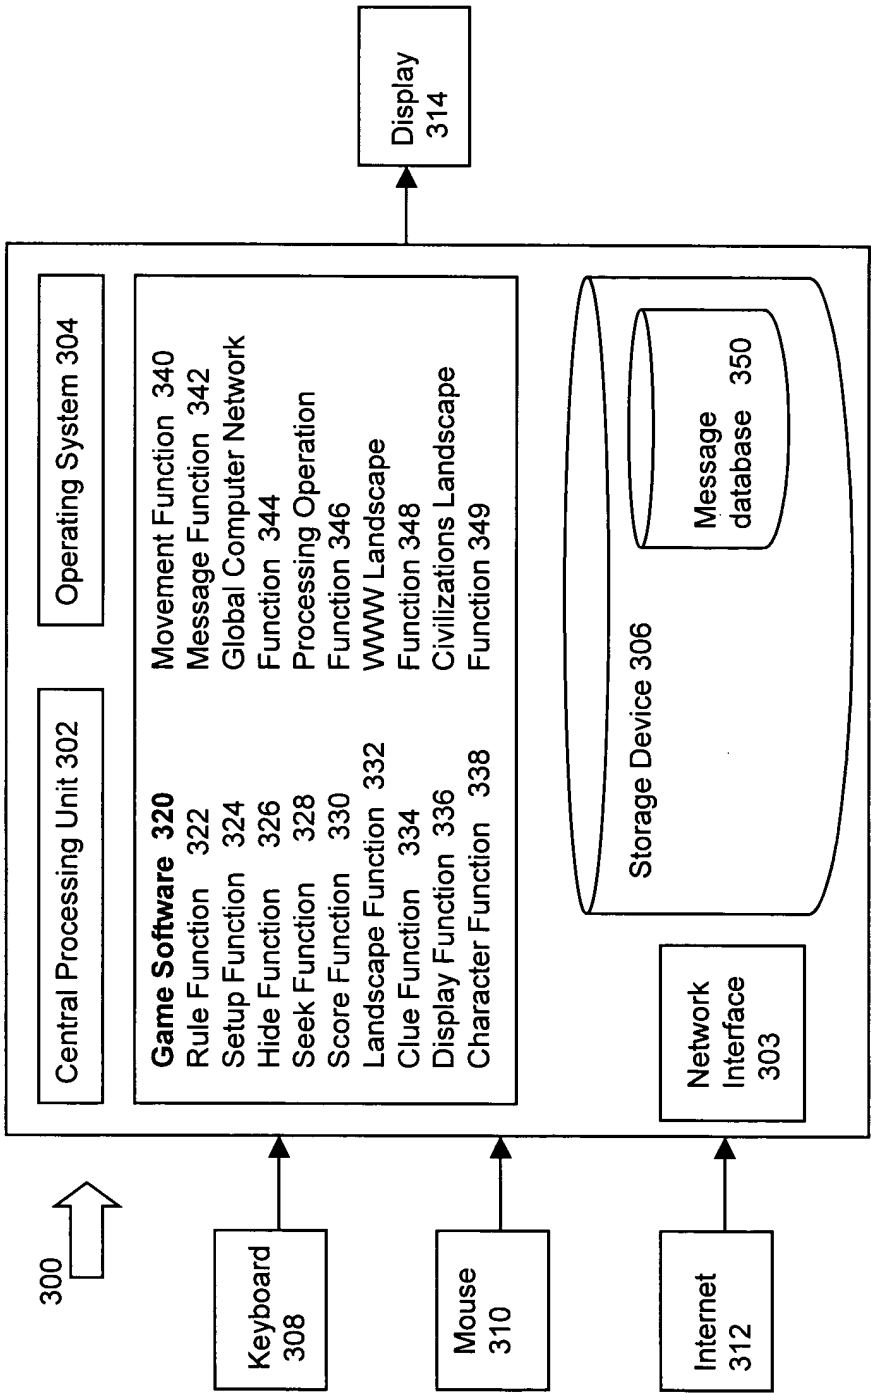 300
Keyboard
308
Mouse
310
Internet
312
Central Processing Unit 302
Operating System 304
Game Software 320
Rule Function 322
Setup Function 324
Hide Function 326
Seek Function 328
Score Function 330
Landscape Function 332
Clue Function 334
Display Function 336
Character Function 338
Movement Function 340
Message Function 342
Global Computer Network
Function 344
Processing Operation
Function 346
WWW Landscape
Function 348
Civilizations Landscape
Function 349
Network
Interface
303
Storage Device 306
Message
database 350
Display
314